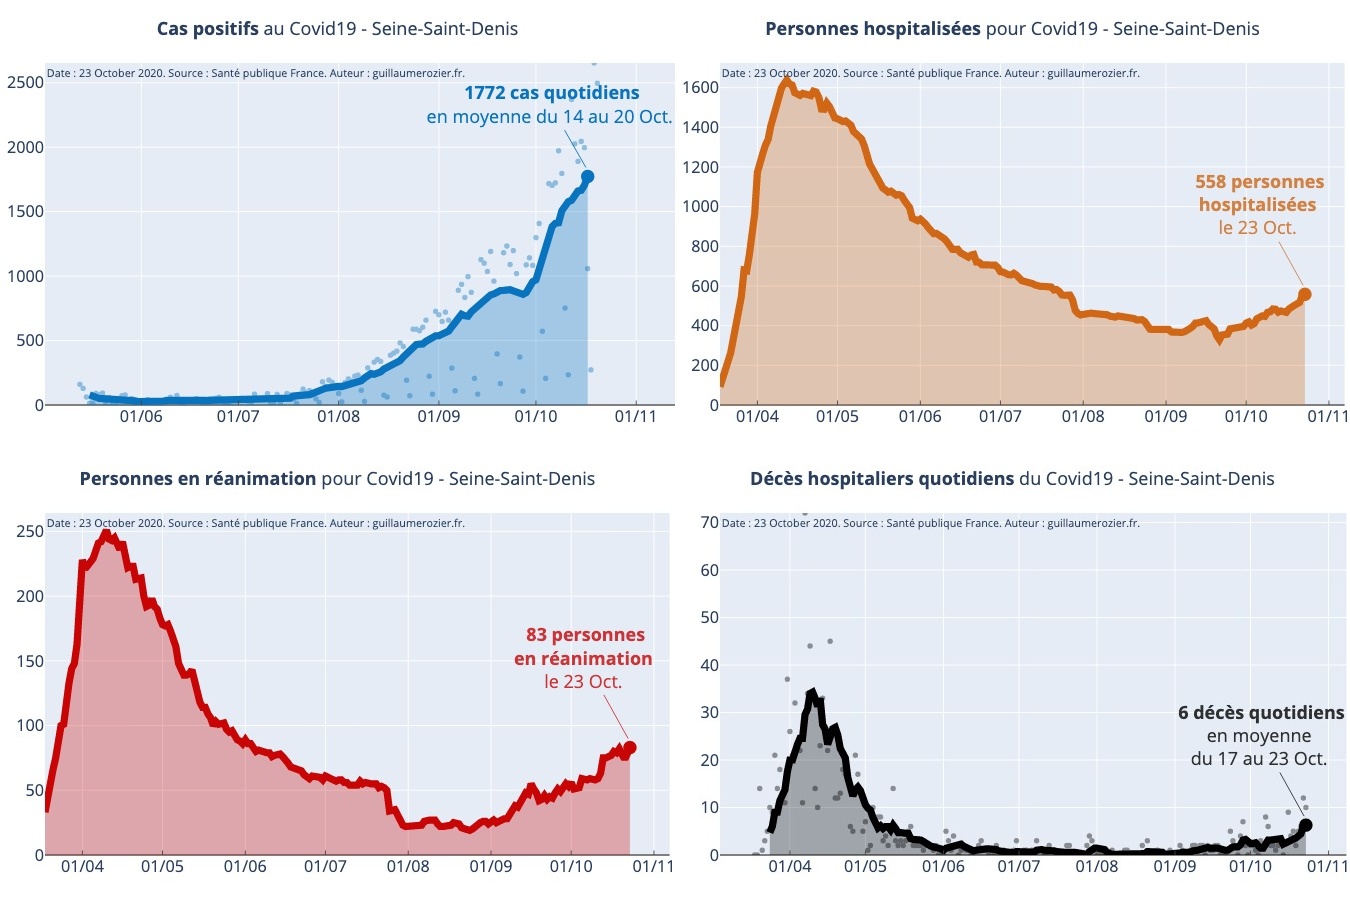 Cas positifs au Covid19 - Seine-Saint-Denis
Date : 23 October 2020. Source : Santé publique France. Auteur : guillaumerozier.fr.
1772 cas quotidiens
en moyenne du 14 au 20 Oct.
2500
2000
1500
1000
500
0
01/06 01/07 01/08 01/09 01/10 01/11
Personnes hospitalisées pour Covid19 - Seine-Saint-Denis
Date : 23 October 2020. Source : Santé publique France. Auteur : guillaumerozier.fr.
558 personnes
hospitalisées
le 23 Oct.
1600
1400
1200
1000
800
600
400
200
0
01/04 01/05 01/06 01/07 01/08 01/09 01/10 01/11
Personnes en réanimation pour Covid19 - Seine-Saint-Denis
Date : 23 October 2020. Source : Santé publique France. Auteur : guillaumerozier.fr.
83 personnes
en réanimation
le 23 Oct.
250
200
150
100
50
0
01/04 01/05 01/06 01/07 01/08 01/09 01/10 01/11
Décès hospitaliers quotidiens du Covid19 - Seine-Saint-Denis
Date : 23 October 2020. Source : Santé publique France. Auteur : guillaumerozier.fr.
6 décès quotidiens
en moyenne
du 17 au 23 Oct.
70
60
50
40
30
20
10
0
01/04 01/05 01/06 01/07 01/08 01/09 01/10 01/11